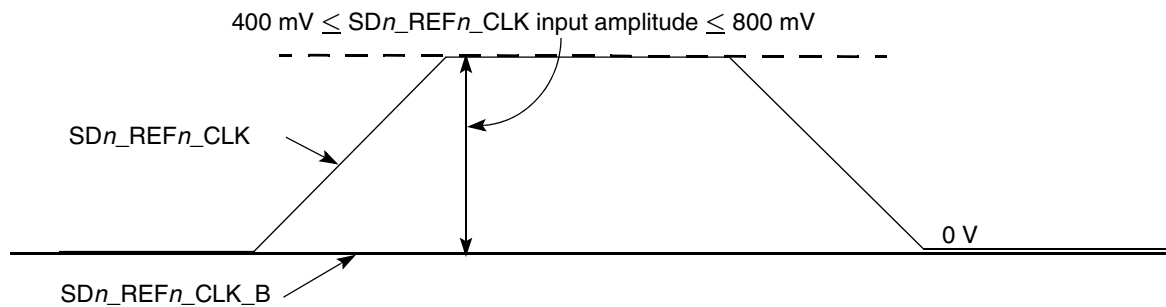 400 mV ≤ SDn_REFn_CLK input amplitude ≤ 800 mV
SDn_REFn_CLK
0 V
SDn_REFn_CLK_B